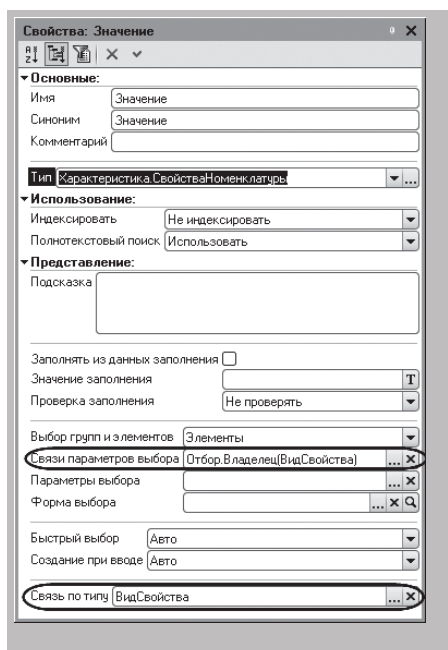 Свойства: Значение
Основные:
Имя Значение
Синоним Значение
Комментарий
Тип Характеристика.СвойстваНоменклатуры ...
Использование:
Индексировать Не индексировать
Полнотекстовый поиск Использовать
Представление:
Подсказка
Заполнять из данных заполнения
Значение заполнения T
Проверка заполнения Не проверять
Выбор групп и элементов Элементы
Связи параметров выбора Отбор.Владелец(ВидСвойства) ... ×
Параметры выбора ... ×
Форма выбора ... ×
Быстрый выбор Авто
Создание при вводе Авто
Связь по типу ВидСвойства ... ×